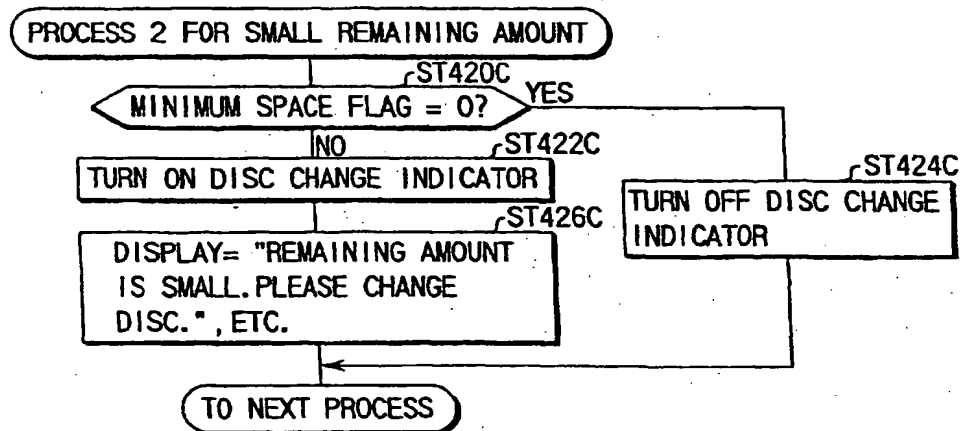 PROCESS 2 FOR SMALL REMAINING AMOUNT
ST420C
MINIMUM SPACE FLAG = 0?
YES
NO
ST422C
TURN ON DISC CHANGE INDICATOR
ST424C
TURN OFF DISC CHANGE
INDICATOR
ST426C
DISPLAY= "REMAINING AMOUNT
IS SMALL.PLEASE CHANGE
DISC.",ETC.
TO NEXT PROCESS